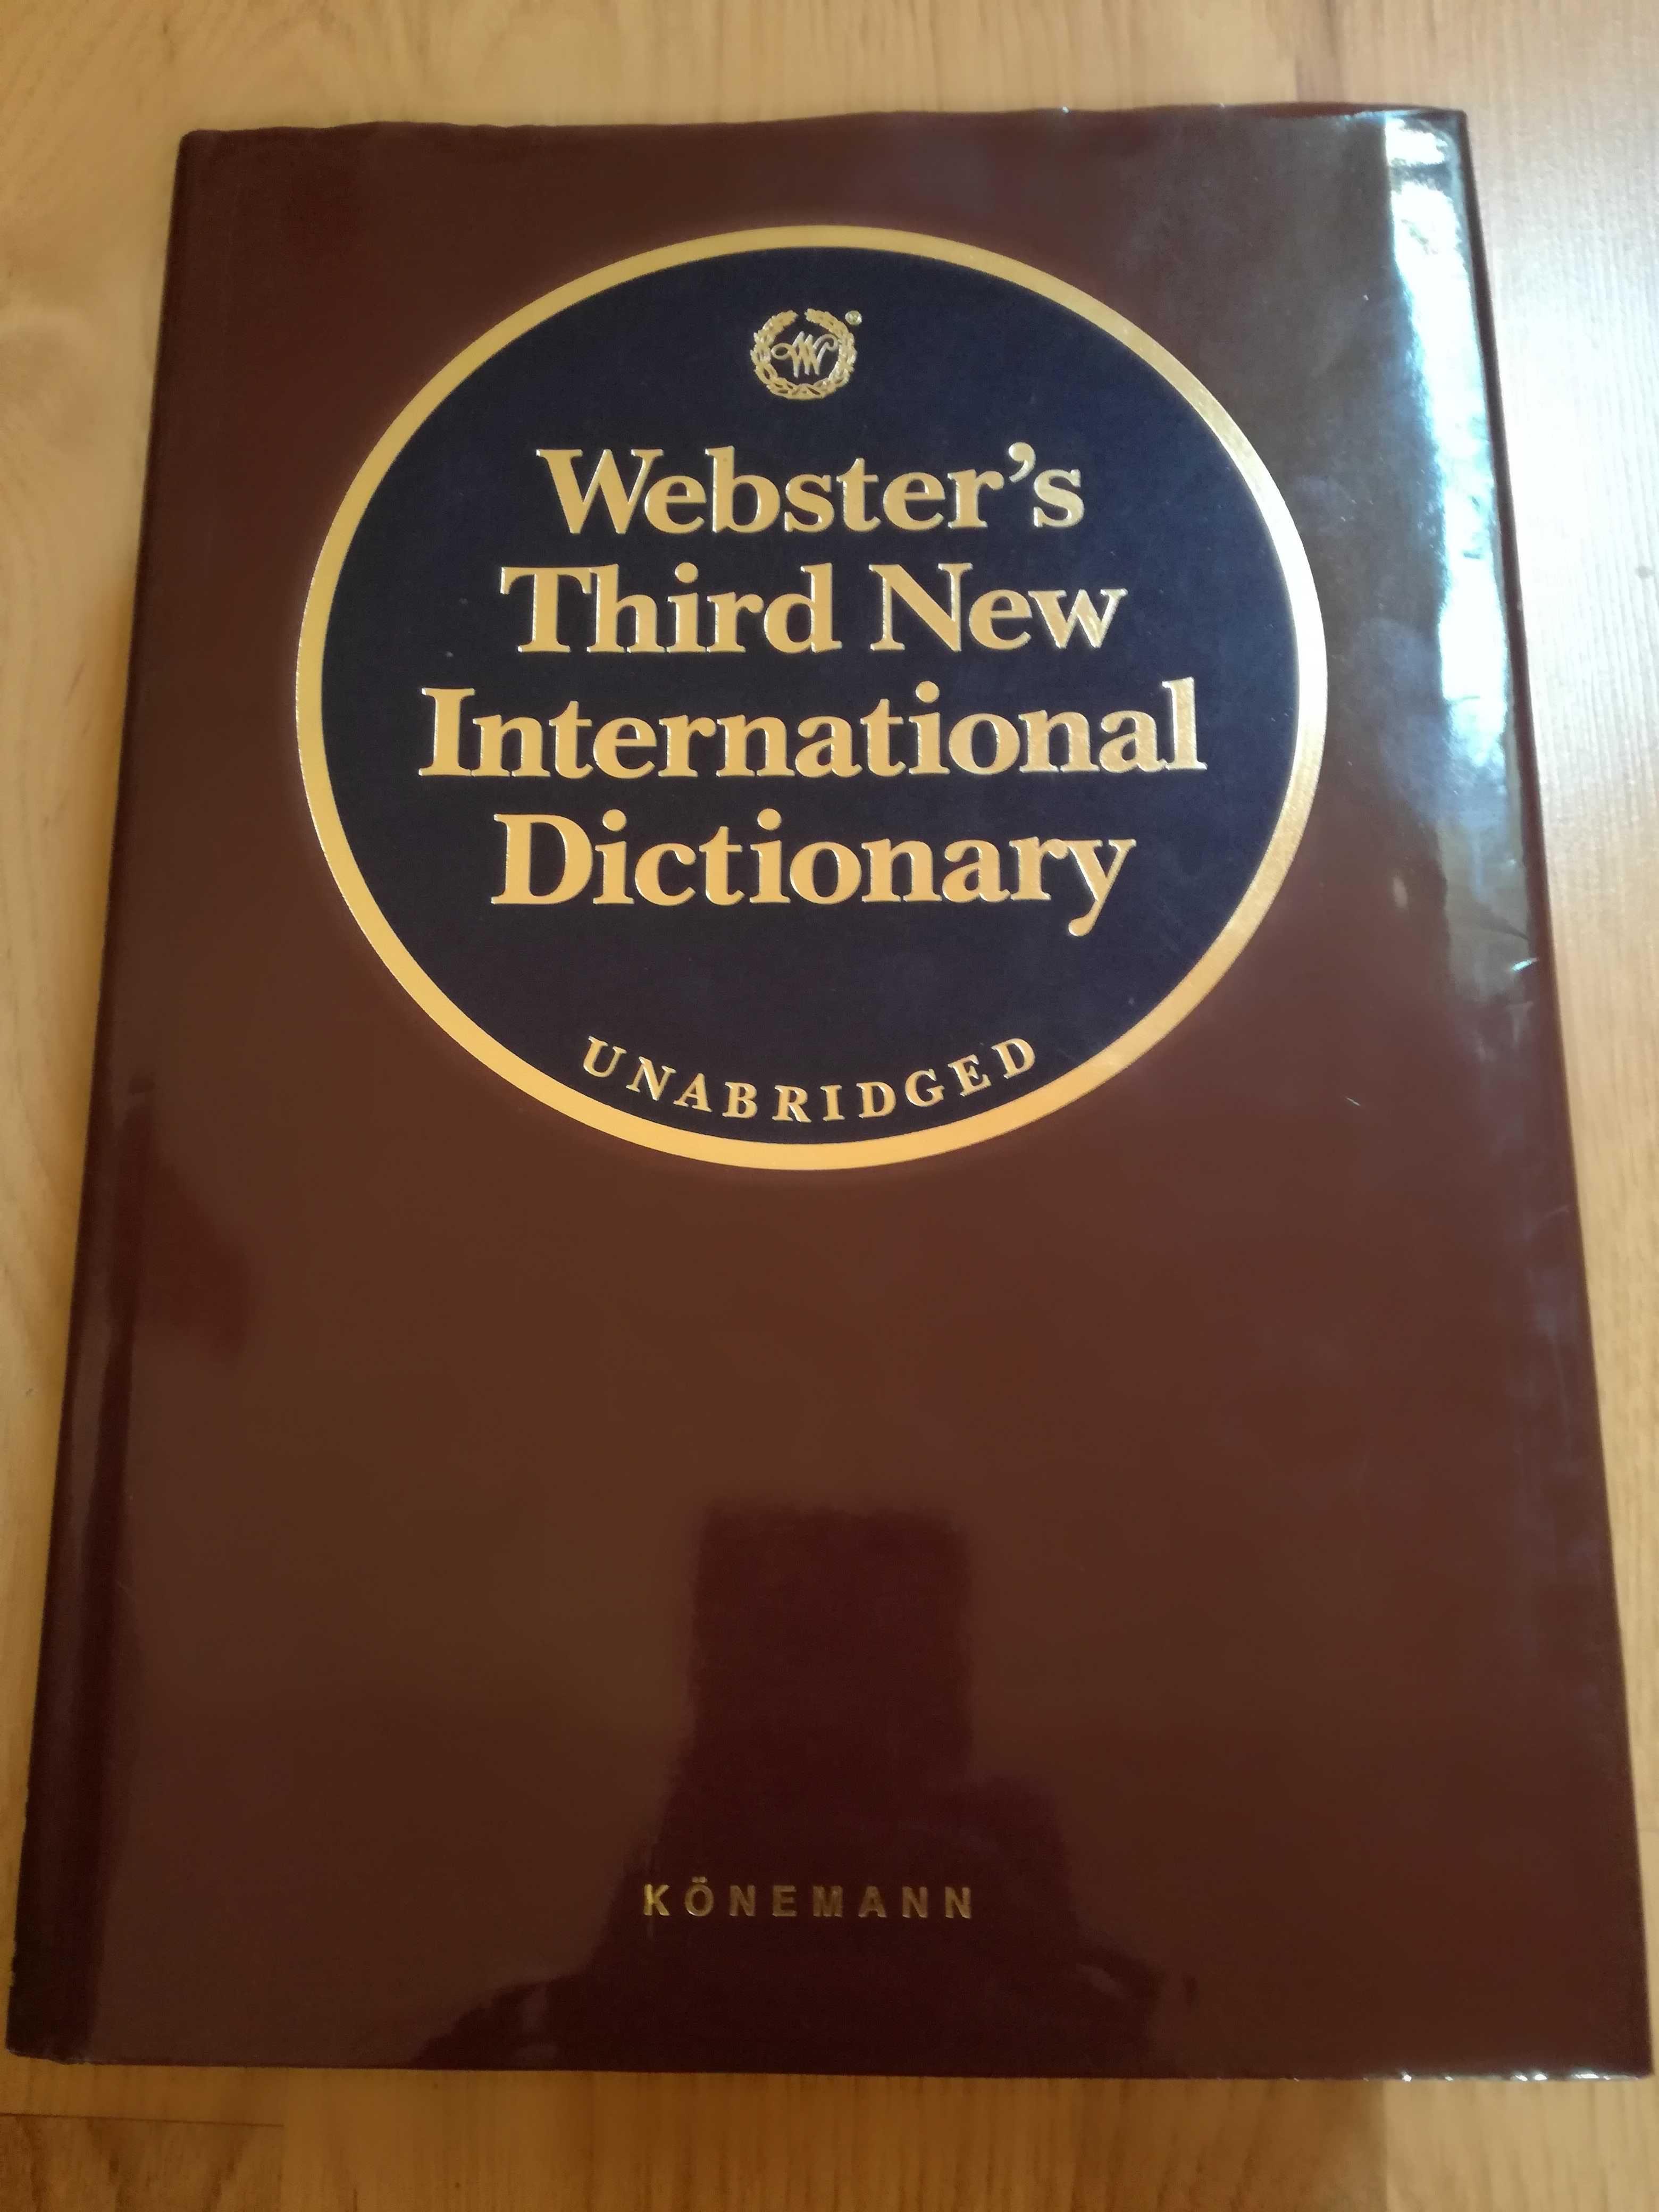 Webster's
Third New
International
Dictionary
UNABRIDGED
KÖNEMANN